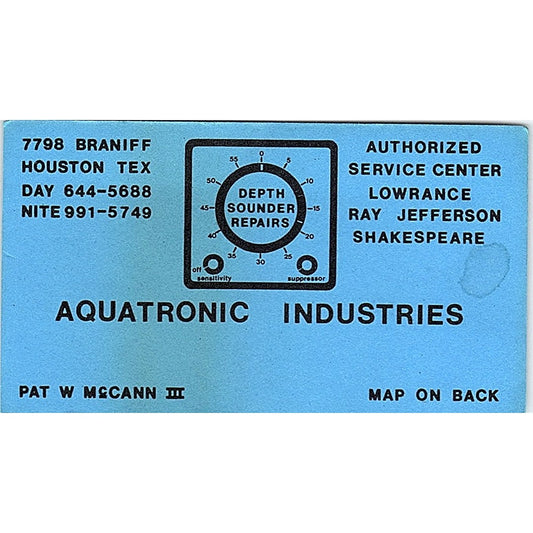 7798 BRANIFF
HOUSTON TEX
DAY 644-5688
NITE 991-5749
0
5
10
15
20
25
30
35
40
45
50
55
DEPTH
SOUNDER
REPAIRS
off
sensitivity
suppressor
AUTHORIZED
SERVICE CENTER
LOWRANCE
RAY JEFFERSON
SHAKESPEARE
AQUATRONIC INDUSTRIES
PAT W McCANN III
MAP ON BACK